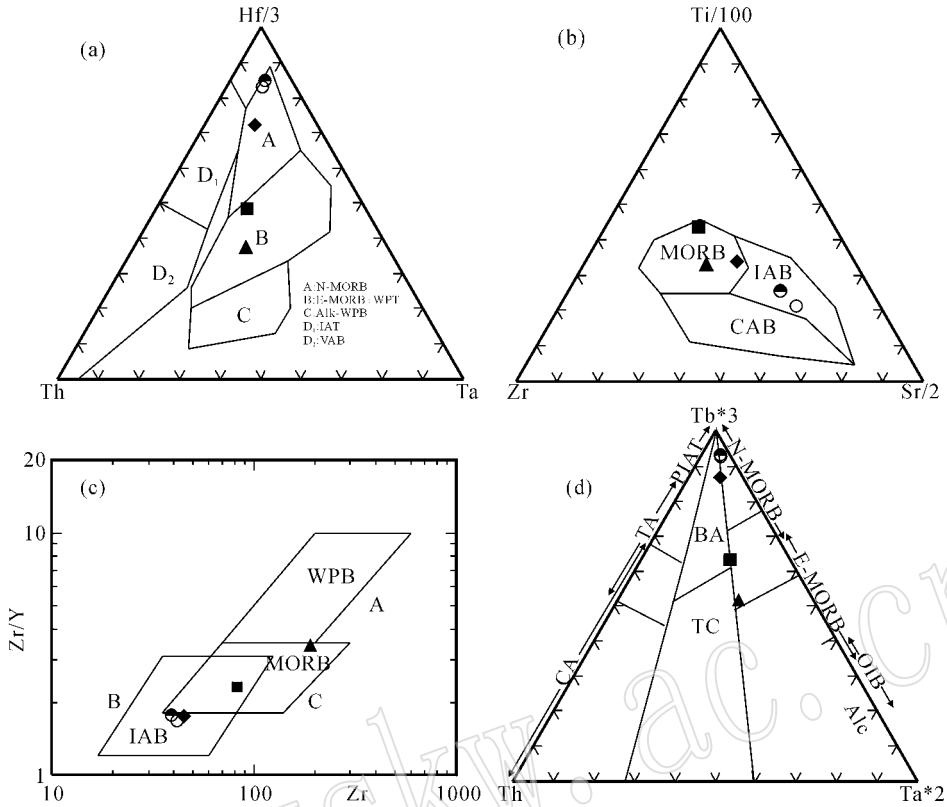 Hf/3
(a)
A
D₁
B
D₂
C
A:N-MORB
B:E-MORB:WPT
C:Alk-WPB
D₁:IAT
D₂:VAB
Th
Ta
Ti/100
(b)
MORB
IAB
CAB
Zr
Sr/2
20
(c)
10
WPB
A
Zr/Y
MORB
B
C
IAB
1
10
100
Zr
1000
Tb*3
(d)
PIAT
N-MORB
TA
BA
E-MORB
TC
CA
OIB
Alc
Th
Ta*2